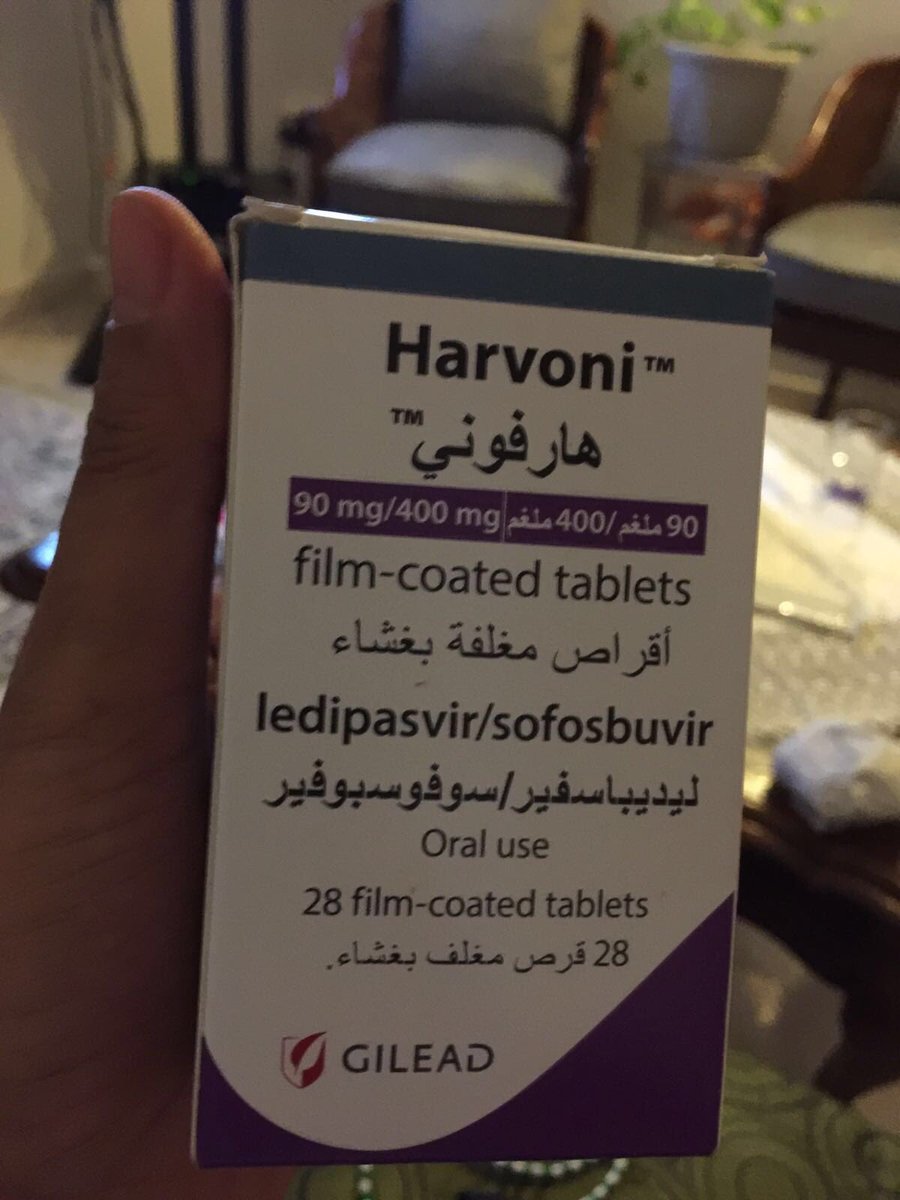 Harvoni™
هارفوني™
90 mg/400 mg 90 ملغم/400 ملغم
film-coated tablets
أقراص مغلفة بغشاء
ledipasvir/sofosbuvir
ليديباسفير/سوفوسبوفير
Oral use
28 film-coated tablets
28 قرص مغلف بغشاء.
GILEAD